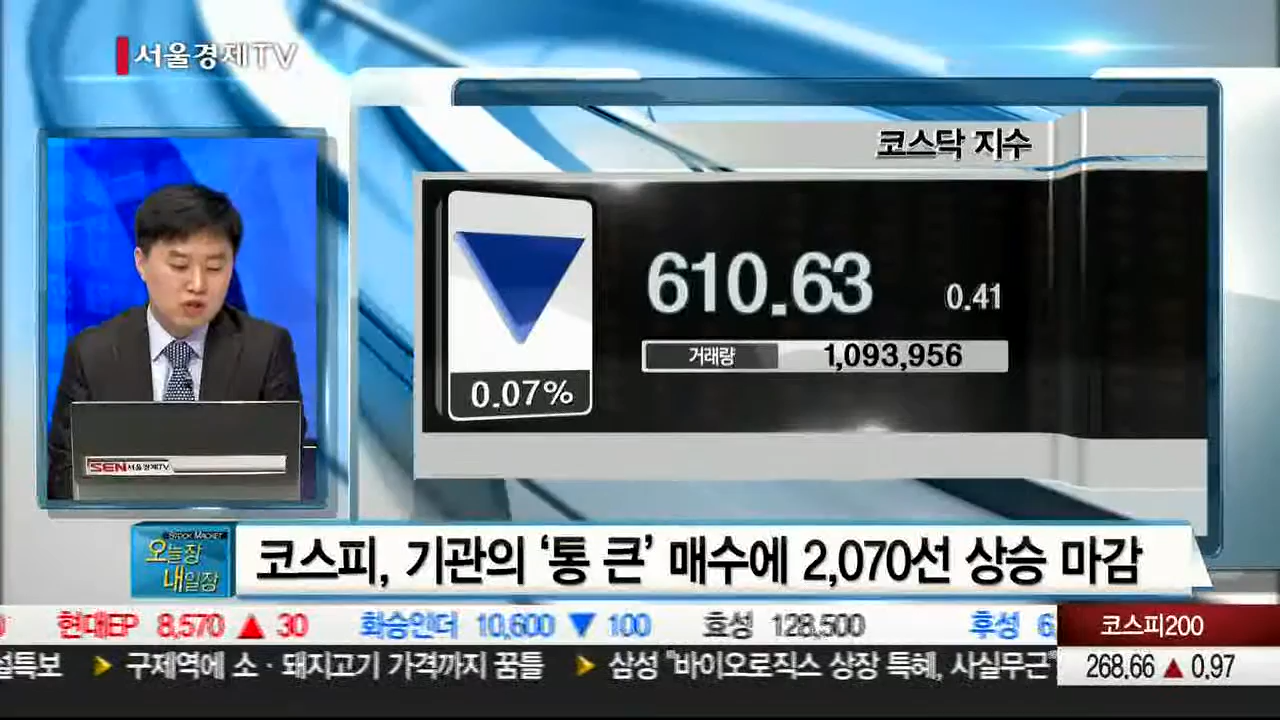 서울경제TV
코스닥 지수
610.63
0.41
거래량 1,093,956
0.07%
SEN 서울경제TV
STOCK MARKET
오늘장
내일장
코스피, 기관의 ‘통 큰’ 매수에 2,070선 상승 마감
현대EP 8,570 ▲ 30 화승인더 10,600 ▼ 100 효성 128,500 후성 6
코스피200
설특보 구제역에 소·돼지고기 가격까지 꿈틀 삼성 "바이오로직스 상장 특혜, 사실무근"
268.66 ▲ 0.97